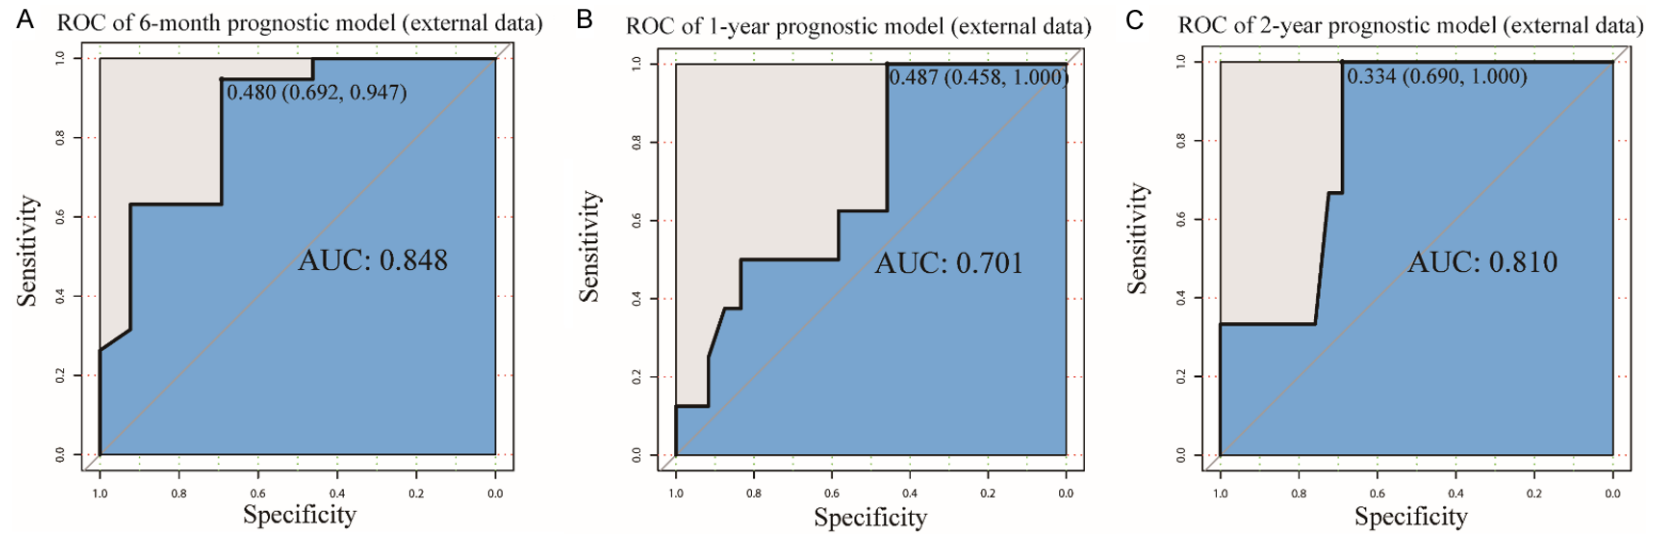 A
ROC of 6-month prognostic model (external data)
1.0
0.8
0.6
0.4
0.2
0.0
Sensitivity
0.480 (0.692, 0.947)
AUC: 0.848
1.0
0.8
0.6
0.4
0.2
0.0
Specificity
B
ROC of 1-year prognostic model (external data)
1.0
0.8
0.6
0.4
0.2
0.0
Sensitivity
0.487 (0.458, 1.000)
AUC: 0.701
1.0
0.8
0.6
0.4
0.2
0.0
Specificity
C
ROC of 2-year prognostic model (external data)
1.0
0.8
0.6
0.4
0.2
0.0
Sensitivity
0.334 (0.690, 1.000)
AUC: 0.810
1.0
0.8
0.6
0.4
0.2
0.0
Specificity